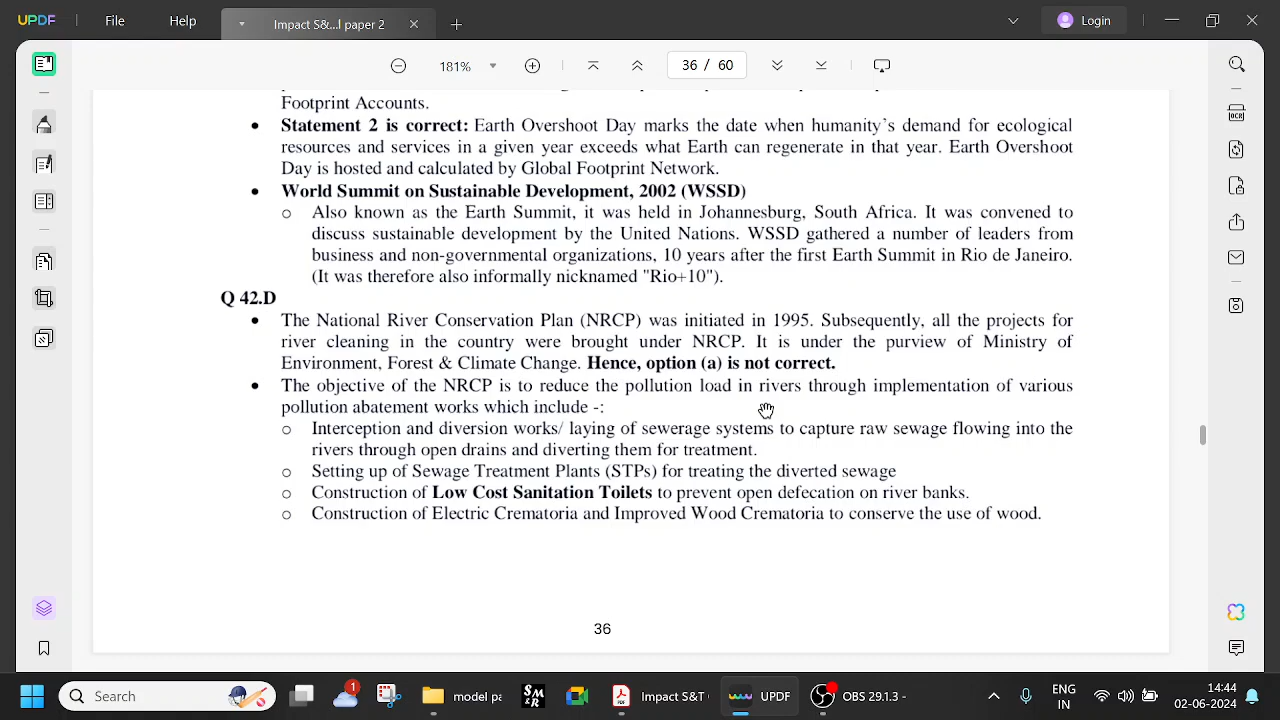 UPDF
File
Help
Impact S&...l paper 2
Login
181%
36 / 60
Footprint Accounts.
• Statement 2 is correct: Earth Overshoot Day marks the date when humanity's demand for ecological
resources and services in a given year exceeds what Earth can regenerate in that year. Earth Overshoot
Day is hosted and calculated by Global Footprint Network.
• World Summit on Sustainable Development, 2002 (WSSD)
o Also known as the Earth Summit, it was held in Johannesburg, South Africa. It was convened to
discuss sustainable development by the United Nations. WSSD gathered a number of leaders from
business and non-governmental organizations, 10 years after the first Earth Summit in Rio de Janeiro.
(It was therefore also informally nicknamed "Rio+10").
Q 42.D
• The National River Conservation Plan (NRCP) was initiated in 1995. Subsequently, all the projects for
river cleaning in the country were brought under NRCP. It is under the purview of Ministry of
Environment, Forest & Climate Change. Hence, option (a) is not correct.
• The objective of the NRCP is to reduce the pollution load in rivers through implementation of various
pollution abatement works which include -:
o Interception and diversion works/ laying of sewerage systems to capture raw sewage flowing into the
rivers through open drains and diverting them for treatment.
o Setting up of Sewage Treatment Plants (STPs) for treating the diverted sewage
o Construction of Low Cost Sanitation Toilets to prevent open defecation on river banks.
o Construction of Electric Crematoria and Improved Wood Crematoria to conserve the use of wood.
36
OCR
Search
1
model pa
Impact S&T
UPDF
OBS 29.1.3 -
ENG
IN
14:44
02-06-2024